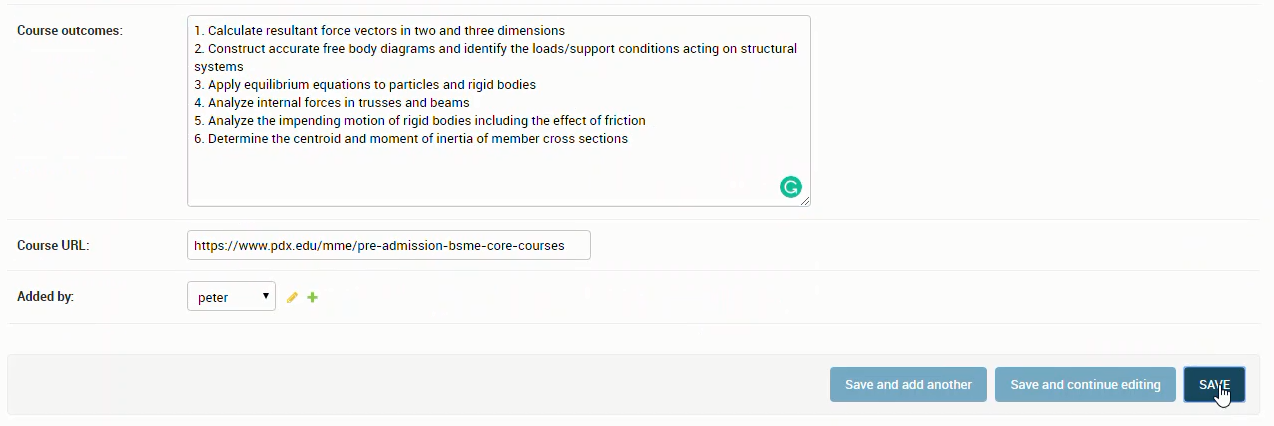 Course outcomes:
1. Calculate resultant force vectors in two and three dimensions
2. Construct accurate free body diagrams and identify the loads/support conditions acting on structural
systems
3. Apply equilibrium equations to particles and rigid bodies
4. Analyze internal forces in trusses and beams
5. Analyze the impending motion of rigid bodies including the effect of friction
6. Determine the centroid and moment of inertia of member cross sections
Course URL:
https://www.pdx.edu/mme/pre-admission-bsme-core-courses
Added by:
peter
Save and add another
Save and continue editing
SAVE